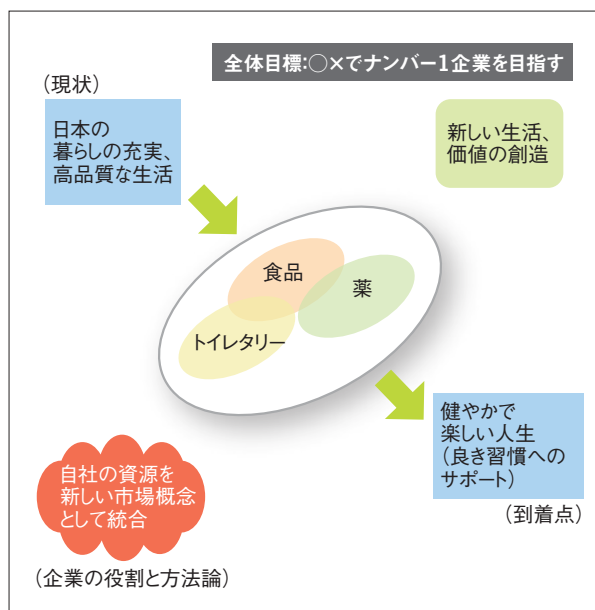 全体目標:○×でナンバー1企業を目指す
(現状)
日本の
暮らしの充実、
高品質な生活
新しい生活、
価値の創造
食品
薬
トイレタリー
健やかで
楽しい人生
(良き習慣への
サポート)
(到着点)
自社の資源を
新しい市場概念
として統合
(企業の役割と方法論)